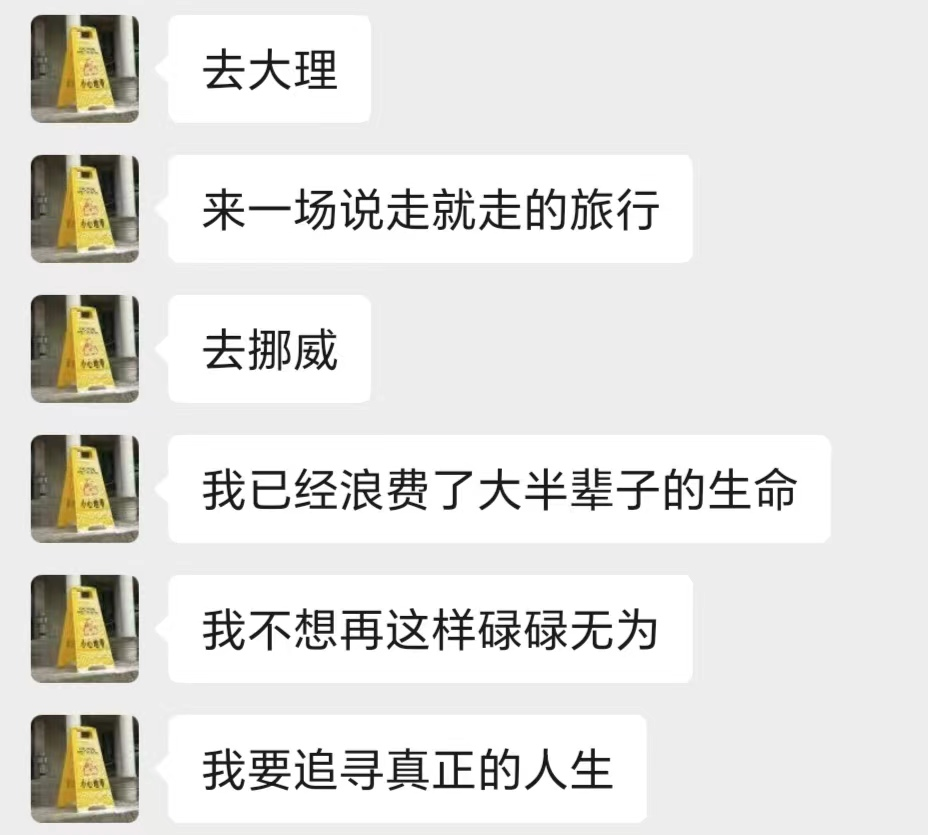 去大理
来一场说走就走的旅行
去挪威
我已经浪费了大半辈子的生命
我不想再这样碌碌无为
我要追寻真正的人生